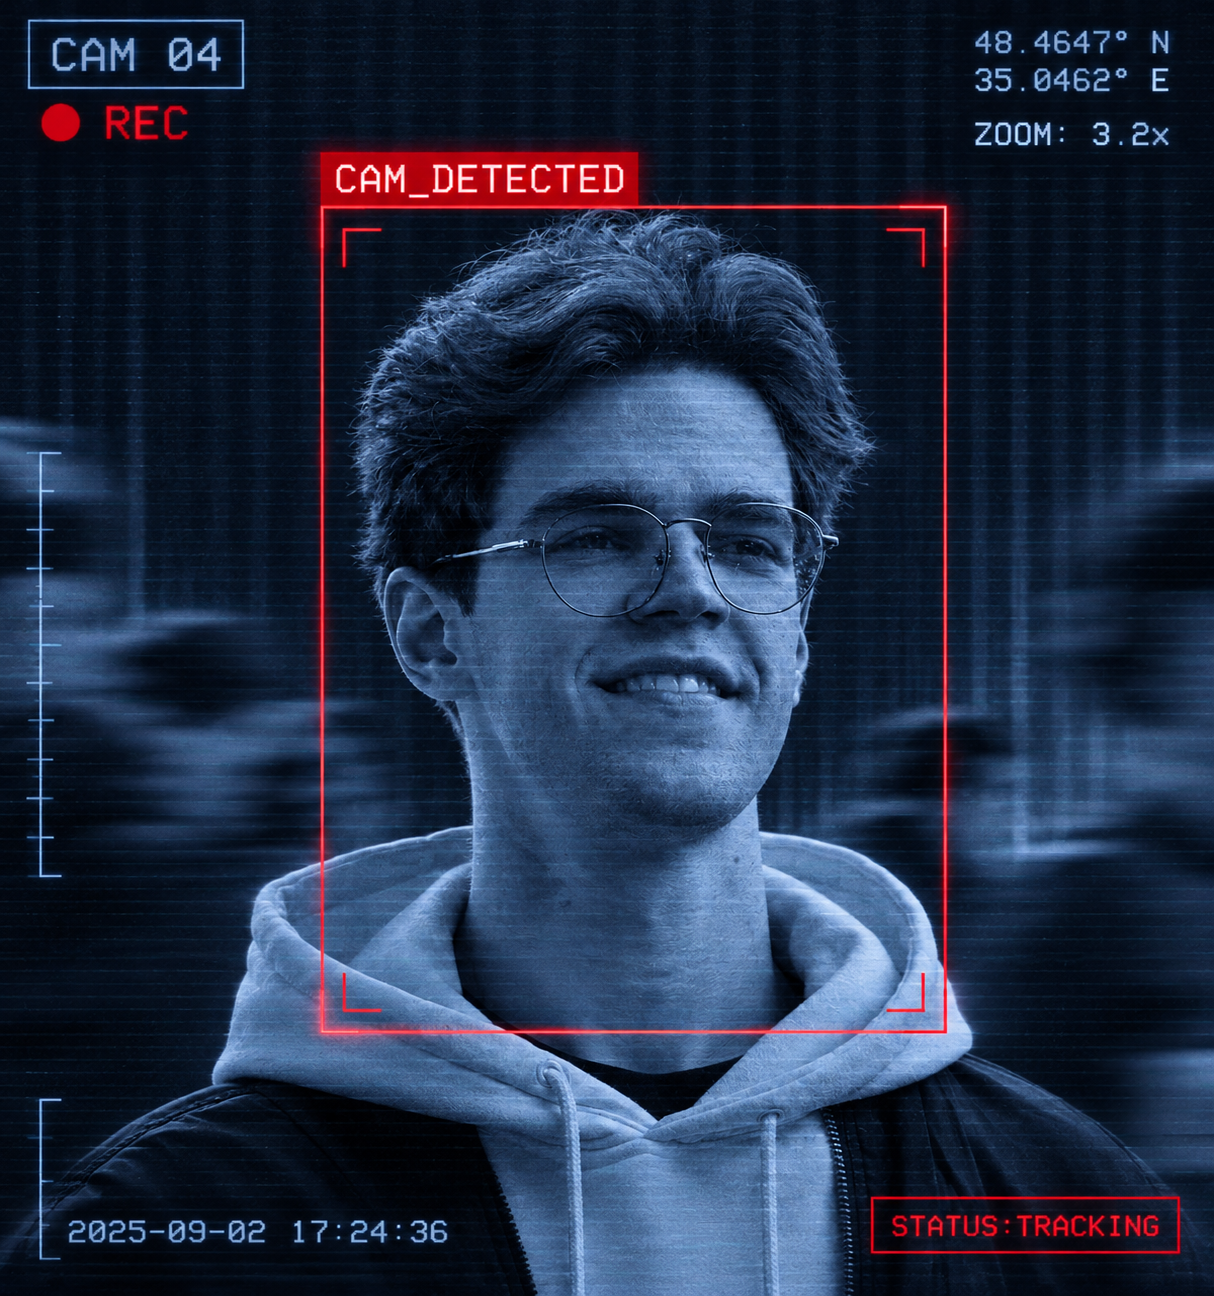 CAM 04
REC
48.4647° N
35.0462° E
ZOOM: 3.2x
CAM_DETECTED
2025-09-02 17:24:36
STATUS:TRACKING